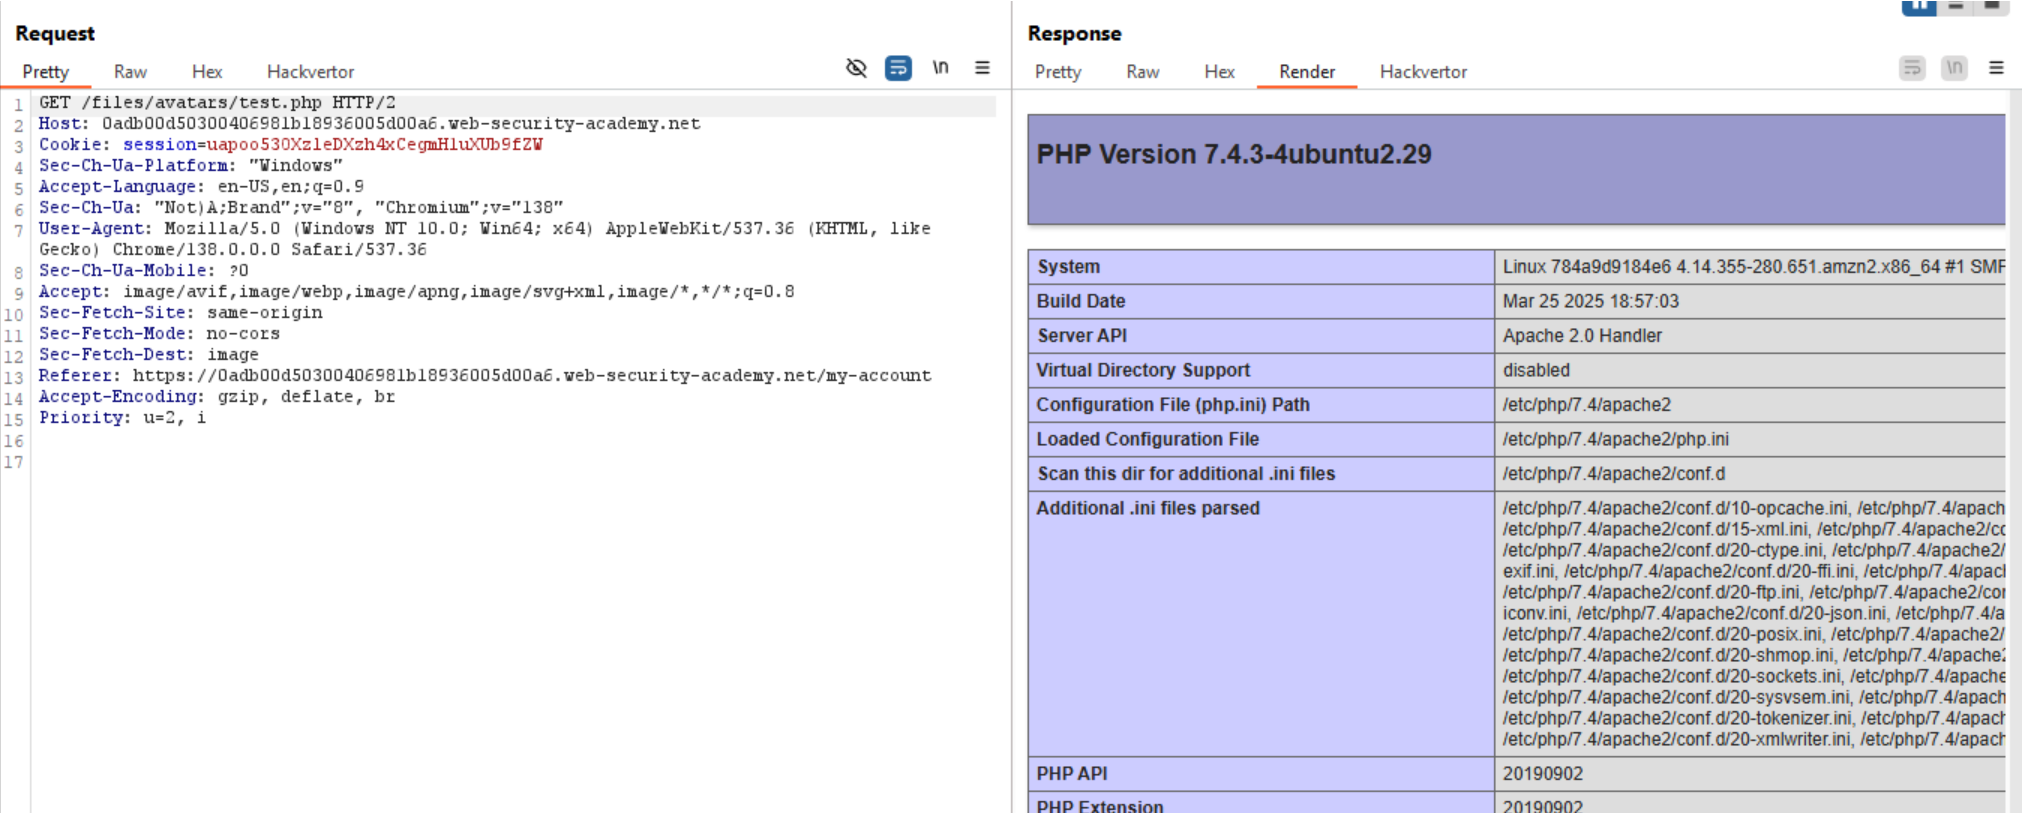 Request
Pretty Raw Hex Hackvertor \n
1 GET /files/avatars/test.php HTTP/2
2 Host: 0adb00d50300406981b18936005d00a6.web-security-academy.net
3 Cookie: session=uapoo530XzleDXzh4xCegmHluXUb9fZW
4 Sec-Ch-Ua-Platform: "Windows"
5 Accept-Language: en-US,en;q=0.9
6 Sec-Ch-Ua: "Not)A;Brand";v="8", "Chromium";v="138"
7 User-Agent: Mozilla/5.0 (Windows NT 10.0; Win64; x64) AppleWebKit/537.36 (KHTML, like
Gecko) Chrome/138.0.0.0 Safari/537.36
8 Sec-Ch-Ua-Mobile: ?0
9 Accept: image/avif,image/webp,image/apng,image/svg+xml,image/*,*/*;q=0.8
10 Sec-Fetch-Site: same-origin
11 Sec-Fetch-Mode: no-cors
12 Sec-Fetch-Dest: image
13 Referer: https://0adb00d50300406981b18936005d00a6.web-security-academy.net/my-account
14 Accept-Encoding: gzip, deflate, br
15 Priority: u=2, i
16
17
Response
Pretty Raw Hex Render Hackvertor \n
PHP Version 7.4.3-4ubuntu2.29
System Linux 784a9d9184e6 4.14.355-280.651.amzn2.x86_64 #1 SMP
Build Date Mar 25 2025 18:57:03
Server API Apache 2.0 Handler
Virtual Directory Support disabled
Configuration File (php.ini) Path /etc/php/7.4/apache2
Loaded Configuration File /etc/php/7.4/apache2/php.ini
Scan this dir for additional .ini files /etc/php/7.4/apache2/conf.d
Additional .ini files parsed /etc/php/7.4/apache2/conf.d/10-opcache.ini, /etc/php/7.4/apach
/etc/php/7.4/apache2/conf.d/15-xml.ini, /etc/php/7.4/apache2/co
/etc/php/7.4/apache2/conf.d/20-ctype.ini, /etc/php/7.4/apache2/
exif.ini, /etc/php/7.4/apache2/conf.d/20-ffi.ini, /etc/php/7.4/apacl
/etc/php/7.4/apache2/conf.d/20-ftp.ini, /etc/php/7.4/apache2/cor
iconv.ini, /etc/php/7.4/apache2/conf.d/20-json.ini, /etc/php/7.4/a
/etc/php/7.4/apache2/conf.d/20-posix.ini, /etc/php/7.4/apache2/
/etc/php/7.4/apache2/conf.d/20-shmop.ini, /etc/php/7.4/apache2
/etc/php/7.4/apache2/conf.d/20-sockets.ini, /etc/php/7.4/apache
/etc/php/7.4/apache2/conf.d/20-sysvsem.ini, /etc/php/7.4/apach
/etc/php/7.4/apache2/conf.d/20-tokenizer.ini, /etc/php/7.4/apach
/etc/php/7.4/apache2/conf.d/20-xmlwriter.ini, /etc/php/7.4/apach
PHP API 20190902
PHP Extension 20190902